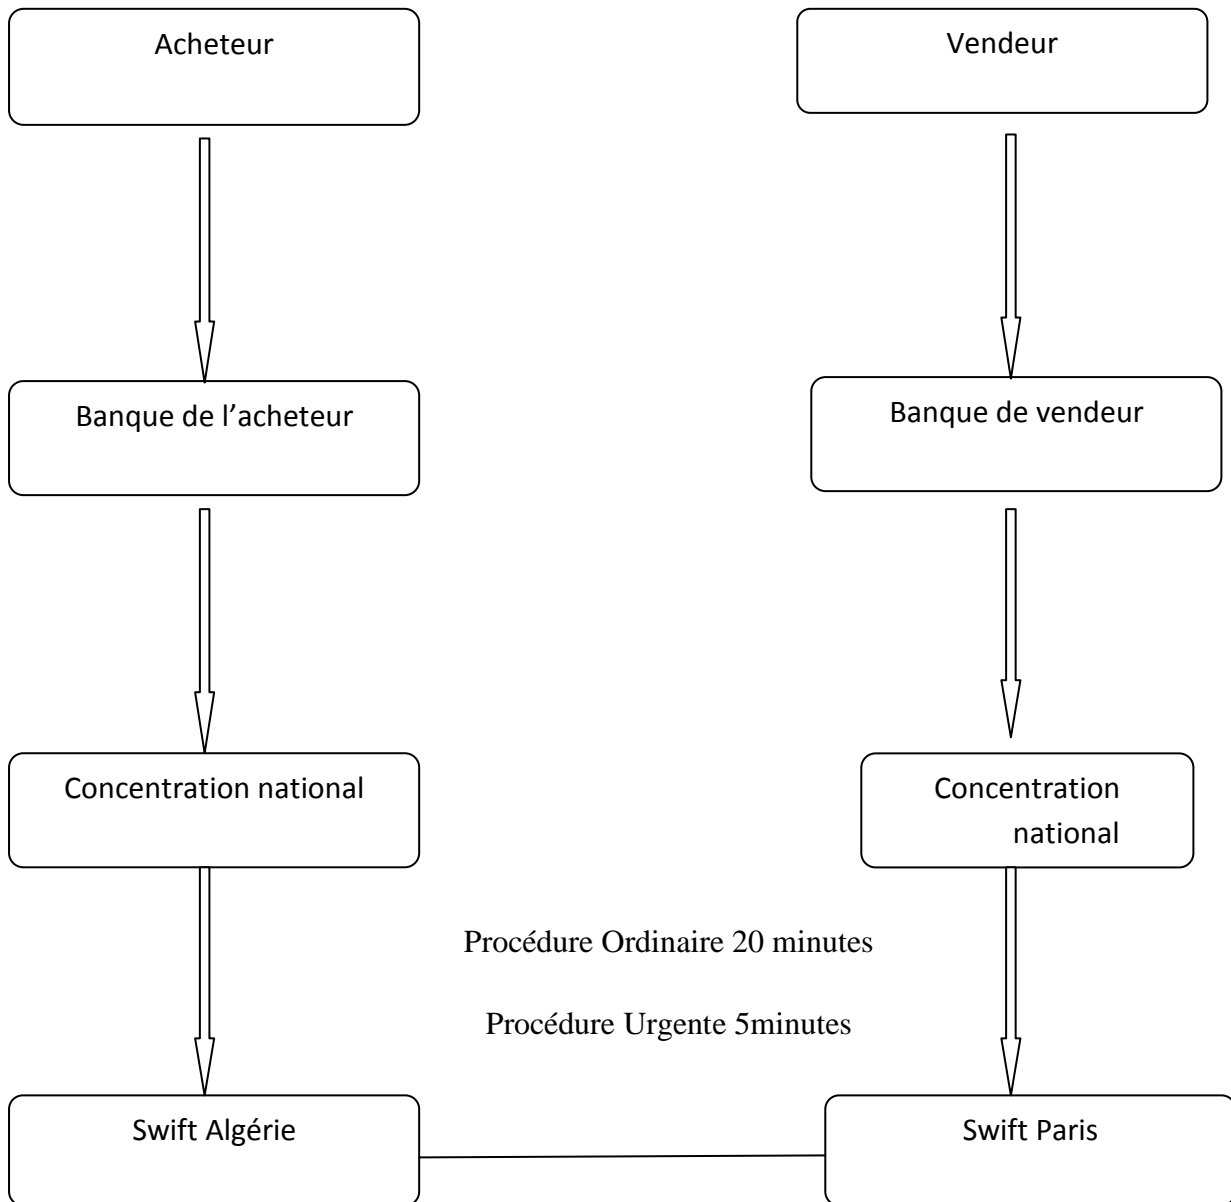 Acheteur
Vendeur
Banque de l’acheteur
Banque de vendeur
Concentration national
Concentration
national
Procédure Ordinaire 20 minutes
Procédure Urgente 5minutes
Swift Algérie
Swift Paris